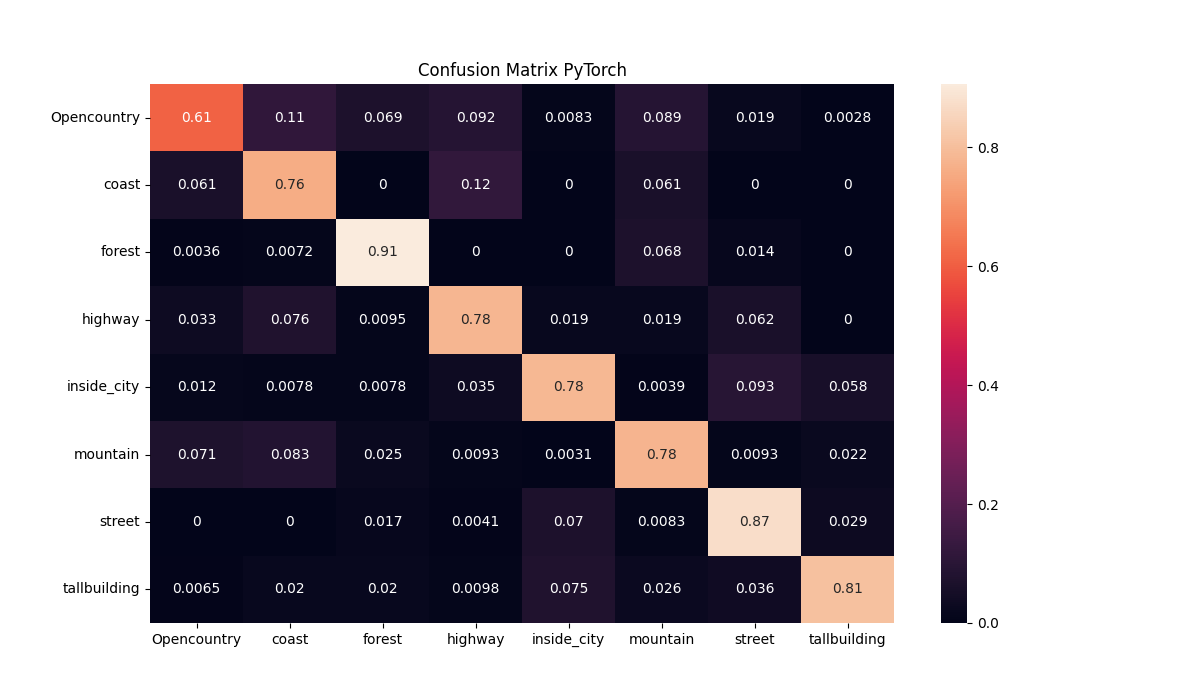 Confusion Matrix PyTorch
Opencountry 0.61 0.11 0.069 0.092 0.0083 0.089 0.019 0.0028
coast 0.061 0.76 0 0.12 0 0.061 0 0
forest 0.0036 0.0072 0.91 0 0 0.068 0.014 0
highway 0.033 0.076 0.0095 0.78 0.019 0.019 0.062 0
inside_city 0.012 0.0078 0.0078 0.035 0.78 0.0039 0.093 0.058
mountain 0.071 0.083 0.025 0.0093 0.0031 0.78 0.0093 0.022
street 0 0 0.017 0.0041 0.07 0.0083 0.87 0.029
tallbuilding 0.0065 0.02 0.02 0.0098 0.075 0.026 0.036 0.81
Opencountry coast forest highway inside_city mountain street tallbuilding
0.8
0.6
0.4
0.2
0.0